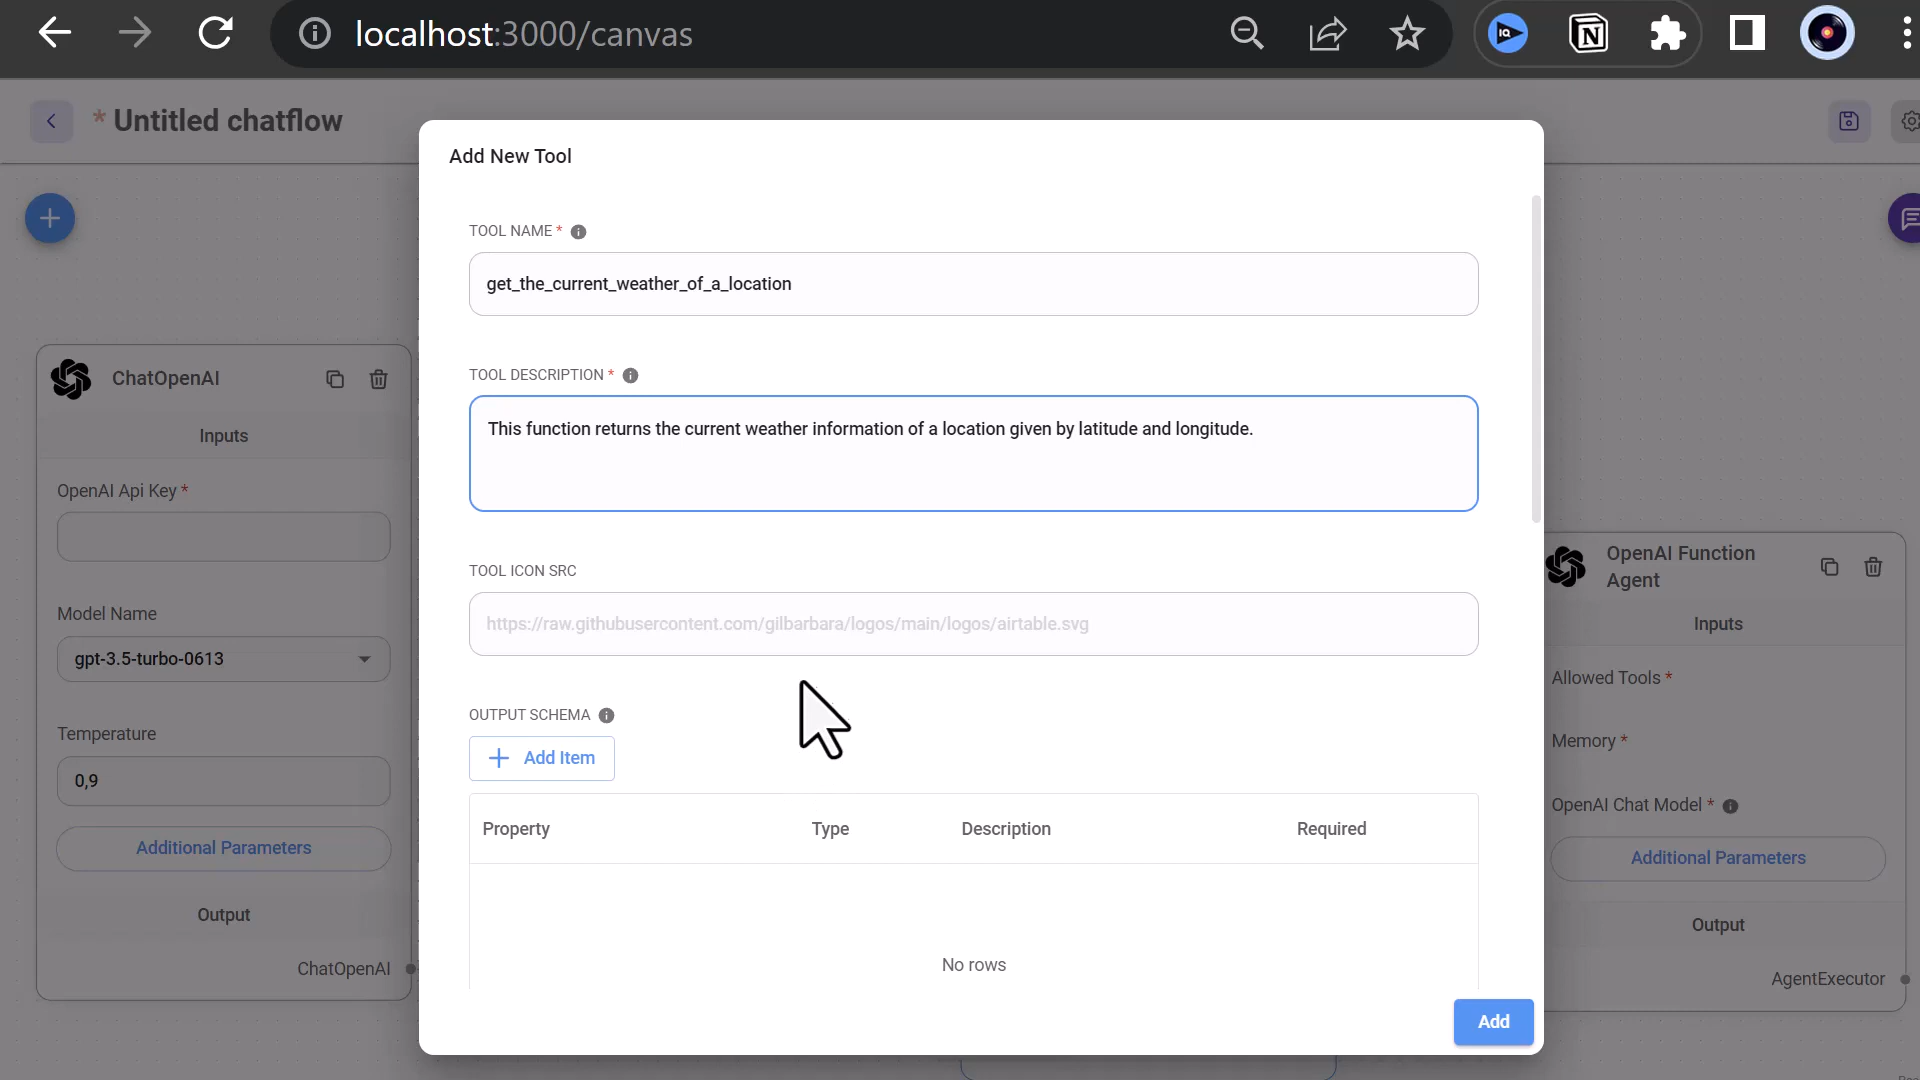 localhost:3000/canvas
IQ
N
* Untitled chatflow
Add New Tool
TOOL NAME *
get_the_current_weather_of_a_location
TOOL DESCRIPTION *
This function returns the current weather information of a location given by latitude and longitude.
TOOL ICON SRC
https://raw.githubusercontent.com/gilbarbara/logos/main/logos/airtable.svg
OUTPUT SCHEMA
Add Item
Property Type Description Required
No rows
Add
ChatOpenAI
Inputs
OpenAI Api Key *
Model Name
gpt-3.5-turbo-0613
Temperature
0,9
Additional Parameters
Output
ChatOpenAI
OpenAI Function
Agent
Inputs
Allowed Tools *
Memory *
OpenAI Chat Model *
Additional Parameters
Output
AgentExecutor